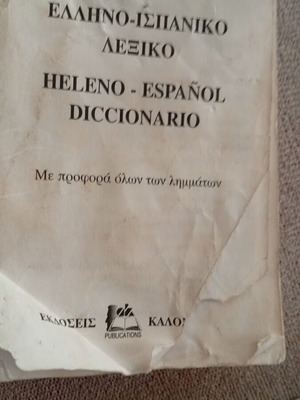 ΕΛΛΗΝΟ-ΙΣΠΑΝΙΚΟ
ΛΕΞΙΚΟ
HELENO - ESPAÑOL
DICCIONARIO
Με προφορά όλων των λημμάτων
ΕΚΔΟΣΕΙΣ
PUBLICATIONS